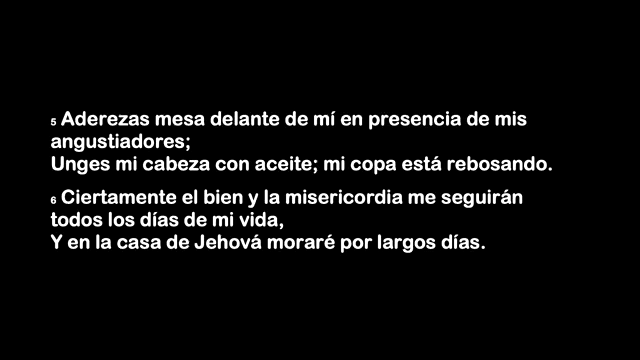 5 Aderezas mesa delante de mí en presencia de mis
angustiadores;
Unges mi cabeza con aceite; mi copa está rebosando.
6 Ciertamente el bien y la misericordia me seguirán
todos los días de mi vida,
Y en la casa de Jehová moraré por largos días.